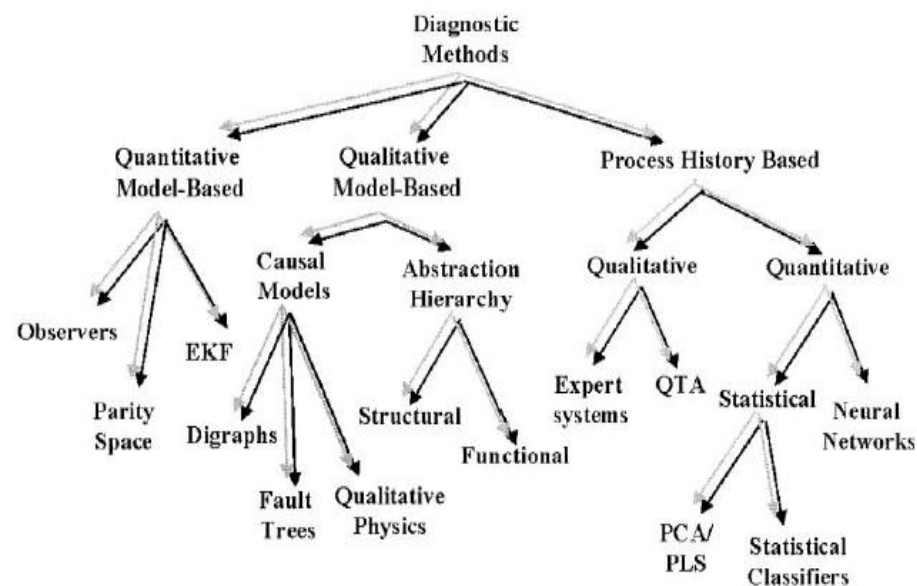 Diagnostic
Methods
Quantitative
Model-Based
Qualitative
Model-Based
Process History Based
Causal
Models
Abstraction
Hierarchy
Qualitative
Quantitative
Observers
EKF
Parity
Space
Digraphs
Fault
Trees
Qualitative
Physics
Structural
Functional
Expert
systems
QTA
Statistical
Neural
Networks
PCA/
PLS
Statistical
Classifiers